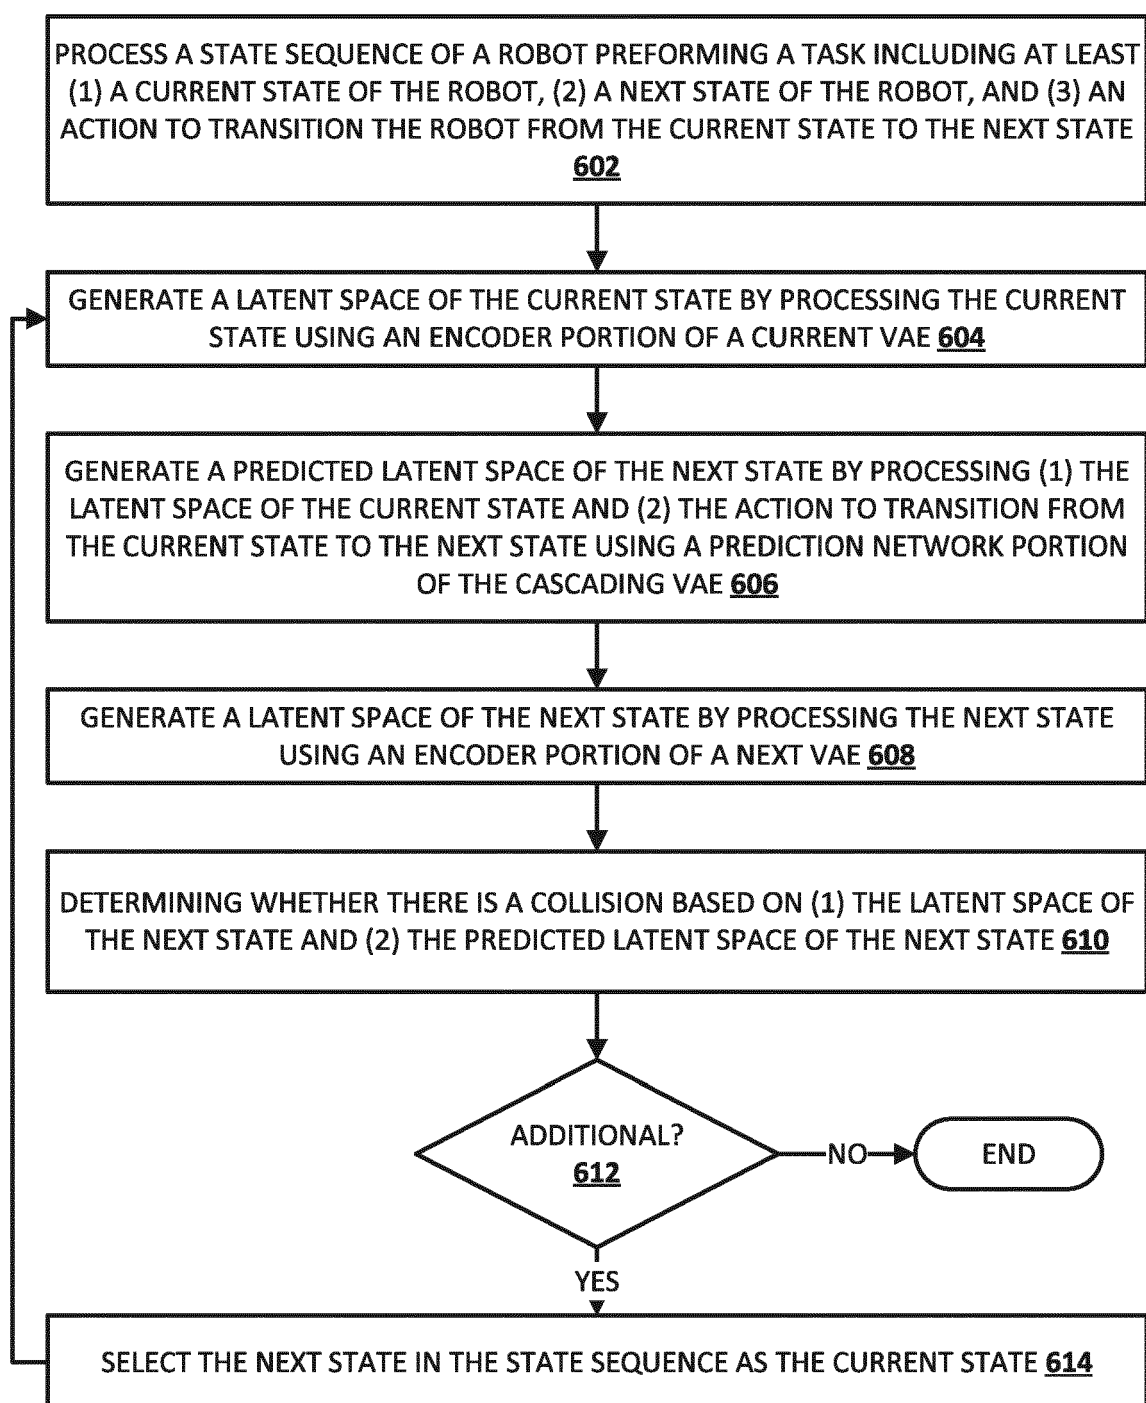 PROCESS A STATE SEQUENCE OF A ROBOT PREFORMING A TASK INCLUDING AT LEAST
(1) A CURRENT STATE OF THE ROBOT, (2) A NEXT STATE OF THE ROBOT, AND (3) AN
ACTION TO TRANSITION THE ROBOT FROM THE CURRENT STATE TO THE NEXT STATE
602
GENERATE A LATENT SPACE OF THE CURRENT STATE BY PROCESSING THE CURRENT
STATE USING AN ENCODER PORTION OF A CURRENT VAE 604
GENERATE A PREDICTED LATENT SPACE OF THE NEXT STATE BY PROCESSING (1) THE
LATENT SPACE OF THE CURRENT STATE AND (2) THE ACTION TO TRANSITION FROM
THE CURRENT STATE TO THE NEXT STATE USING A PREDICTION NETWORK PORTION
OF THE CASCADING VAE 606
GENERATE A LATENT SPACE OF THE NEXT STATE BY PROCESSING THE NEXT STATE
USING AN ENCODER PORTION OF A NEXT VAE 608
DETERMINING WHETHER THERE IS A COLLISION BASED ON (1) THE LATENT SPACE OF
THE NEXT STATE AND (2) THE PREDICTED LATENT SPACE OF THE NEXT STATE 610
ADDITIONAL?
612
NO
END
YES
SELECT THE NEXT STATE IN THE STATE SEQUENCE AS THE CURRENT STATE 614